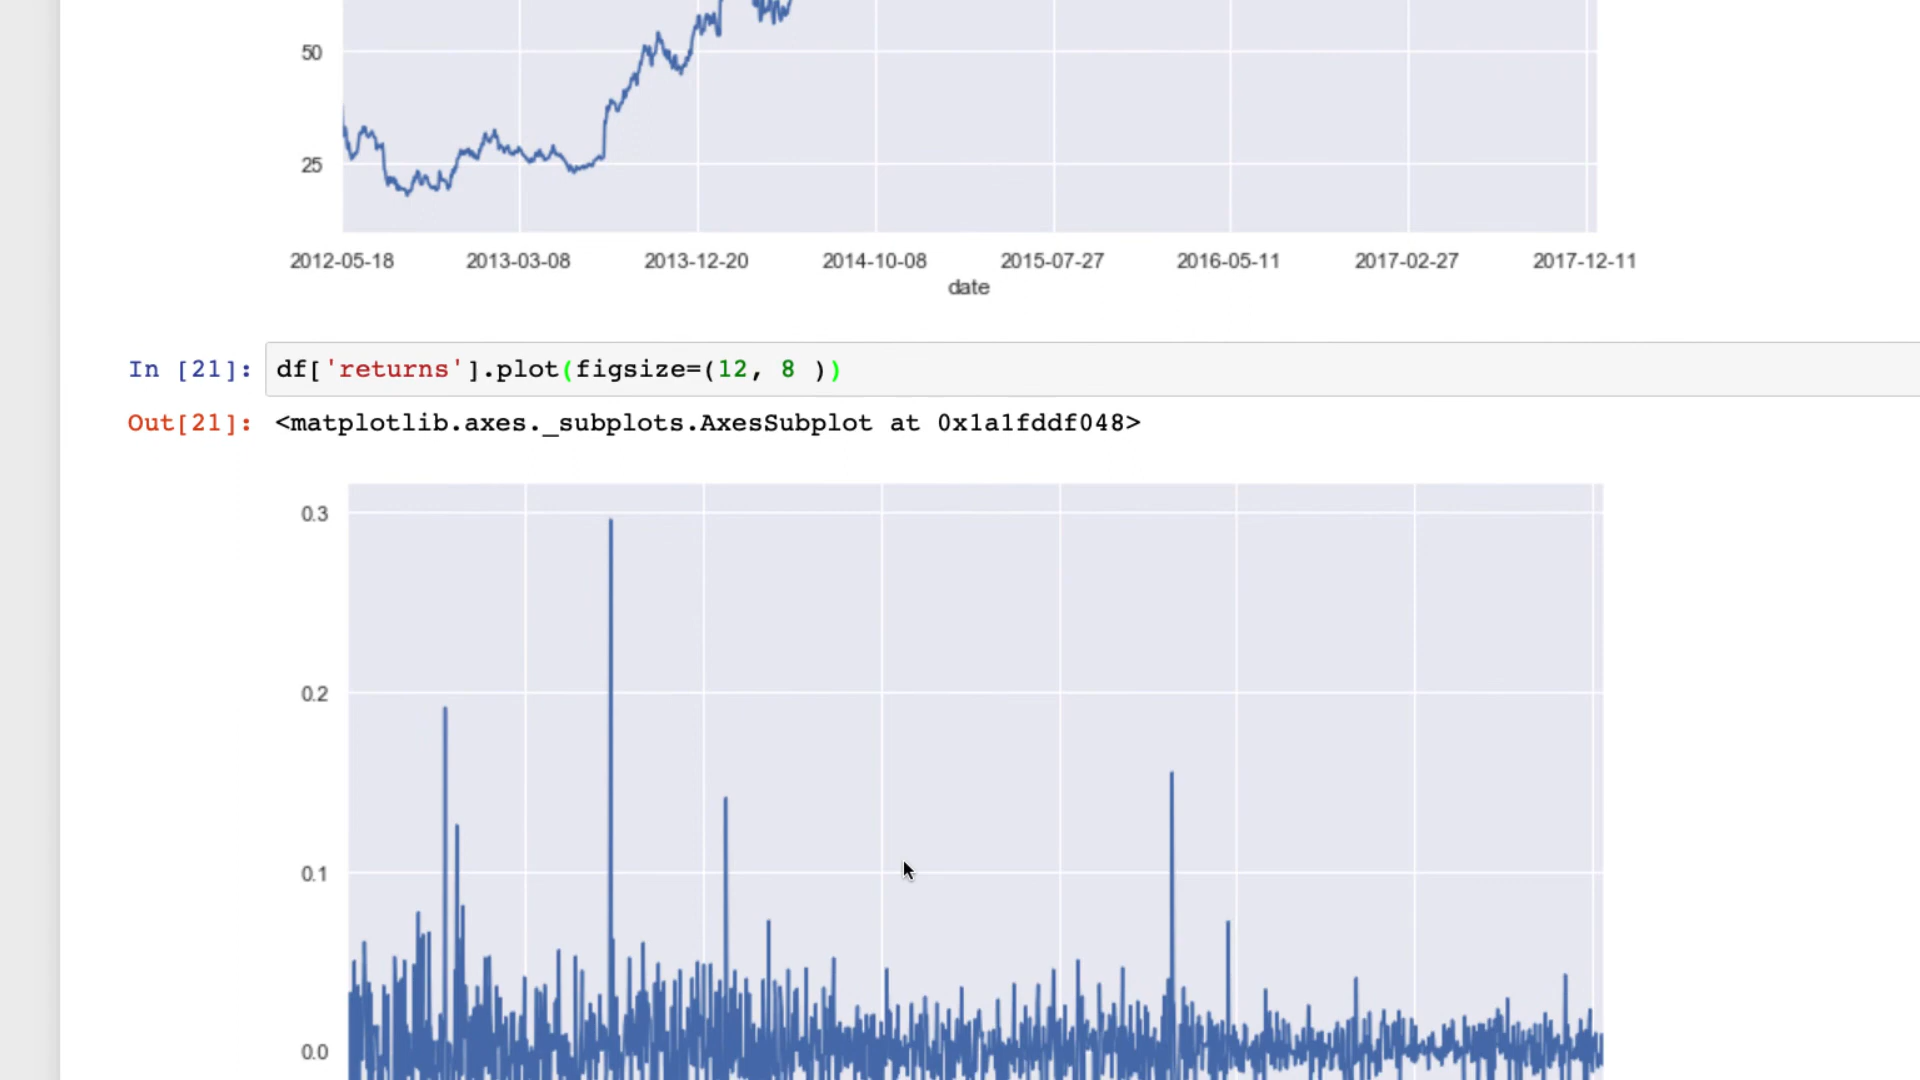 50
25
2012-05-18 2013-03-08 2013-12-20 2014-10-08 2015-07-27 2016-05-11 2017-02-27 2017-12-11
date
In [21]: df['returns'].plot(figsize=(12, 8 ))
Out[21]: <matplotlib.axes._subplots.AxesSubplot at 0x1a1fddf048>
0.3
0.2
0.1
0.0